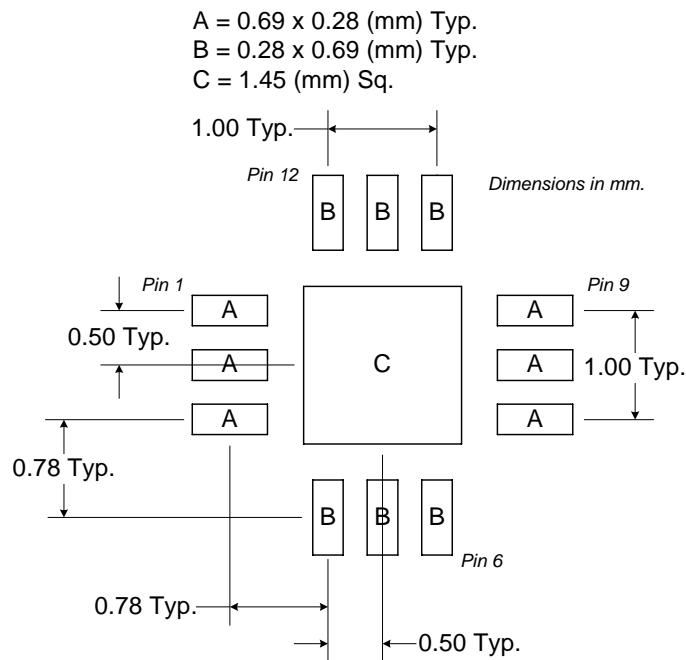 A = 0.69 x 0.28 (mm) Typ.
B = 0.28 x 0.69 (mm) Typ.
C = 1.45 (mm) Sq.
1.00 Typ.
Pin 12
Dimensions in mm.
B B B
Pin 1
Pin 9
A
A
0.50 Typ.
A
C
A
1.00 Typ.
A
A
0.78 Typ.
B B B
Pin 6
0.78 Typ.
0.50 Typ.